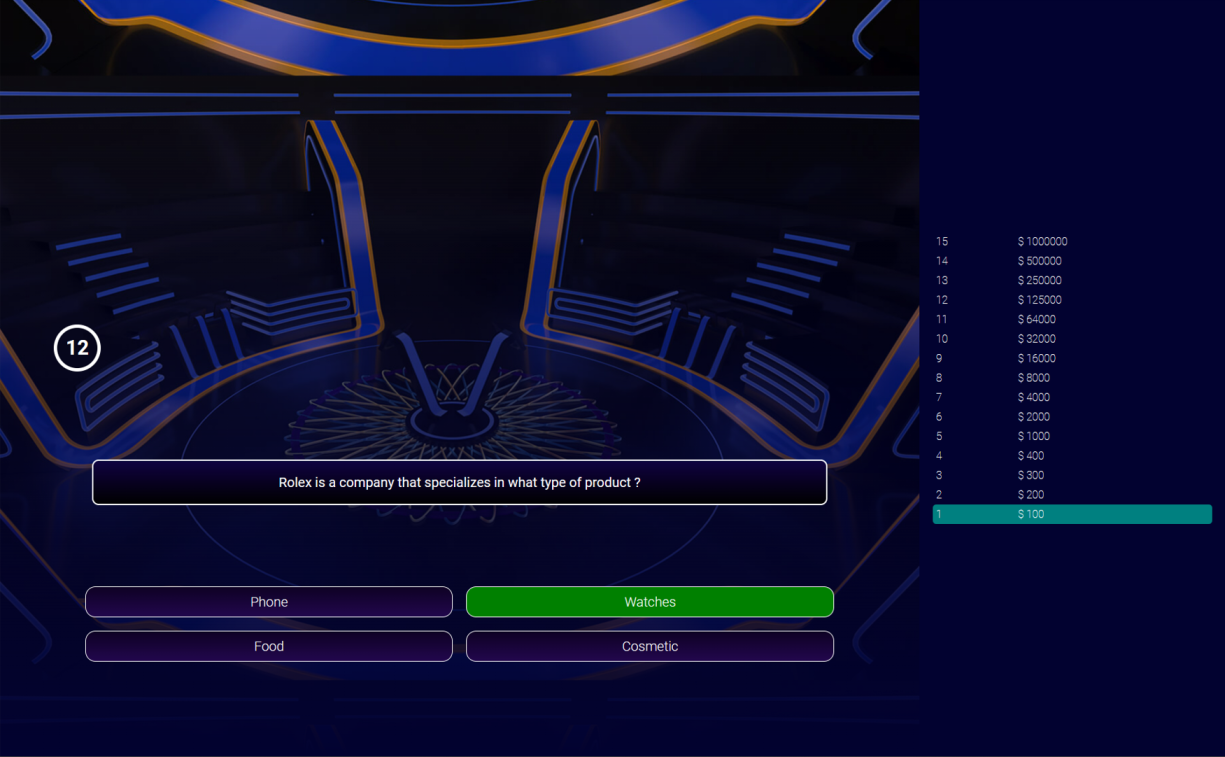 12
Rolex is a company that specializes in what type of product ?
Phone
Watches
Food
Cosmetic
15 $ 1000000
14 $ 500000
13 $ 250000
12 $ 125000
11 $ 64000
10 $ 32000
9 $ 16000
8 $ 8000
7 $ 4000
6 $ 2000
5 $ 1000
4 $ 400
3 $ 300
2 $ 200
1 $ 100